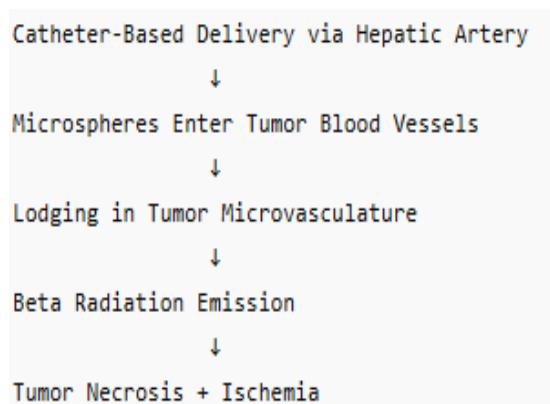 Catheter-Based Delivery via Hepatic Artery
↓
Microspheres Enter Tumor Blood Vessels
↓
Lodging in Tumor Microvasculature
↓
Beta Radiation Emission
↓
Tumor Necrosis + Ischemia